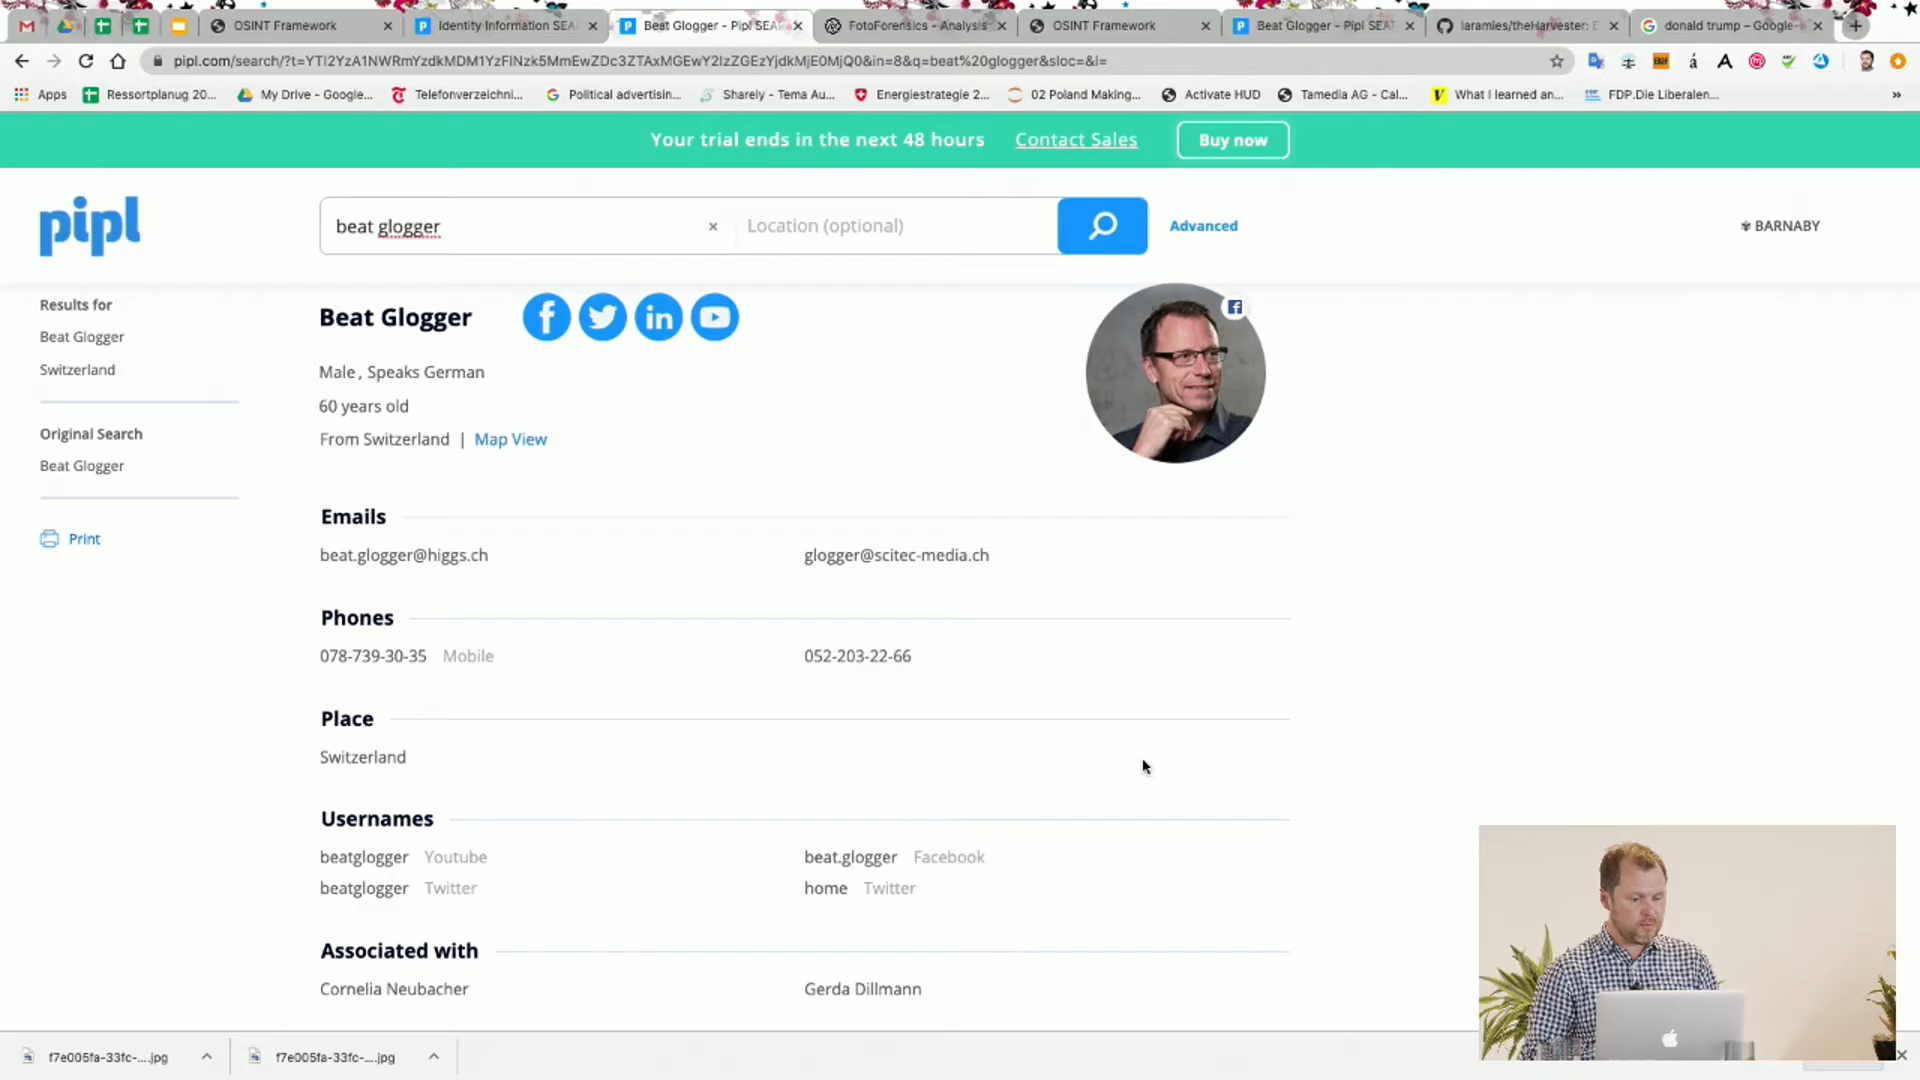 OSINT Framework
Identity Information SEA
Beat Glogger - Pipl SEA
FotoForensics - Analysis
OSINT Framework
Beat Glogger - Pipl SEA
laramies/theHarvester: E
donald trump – Google-
pipl.com/search/?t=YTI2YzA1NWRmYzdkMDM1YzFlNzk5MmEwZDc3ZTAxMGEwY2IzZGEzYjdkMjE0MjQ0&in=8&q=beat%20glogger&sloc=&l=
Apps
Ressortplanug 20...
My Drive - Google...
Telefonverzeichni...
Political advertisin...
Sharely - Tema Au...
Energiestrategie 2...
02 Poland Making...
Activate HUD
Tamedia AG - Cal...
What I learned an...
FDP.Die Liberalen...
»
Your trial ends in the next 48 hours
Contact Sales
Buy now
pipl
beat glogger
×
Location (optional)
Advanced
BARNABY
Results for
Beat Glogger
Switzerland
Original Search
Beat Glogger
Print
Beat Glogger
Male , Speaks German
60 years old
From Switzerland | Map View
Emails
beat.glogger@higgs.ch
glogger@scitec-media.ch
Phones
078-739-30-35 Mobile
052-203-22-66
Place
Switzerland
Usernames
beatglogger Youtube
beat.glogger Facebook
beatglogger Twitter
home Twitter
Associated with
Cornelia Neubacher
Gerda Dillmann
f7e005fa-33fc-....jpg
f7e005fa-33fc-....jpg